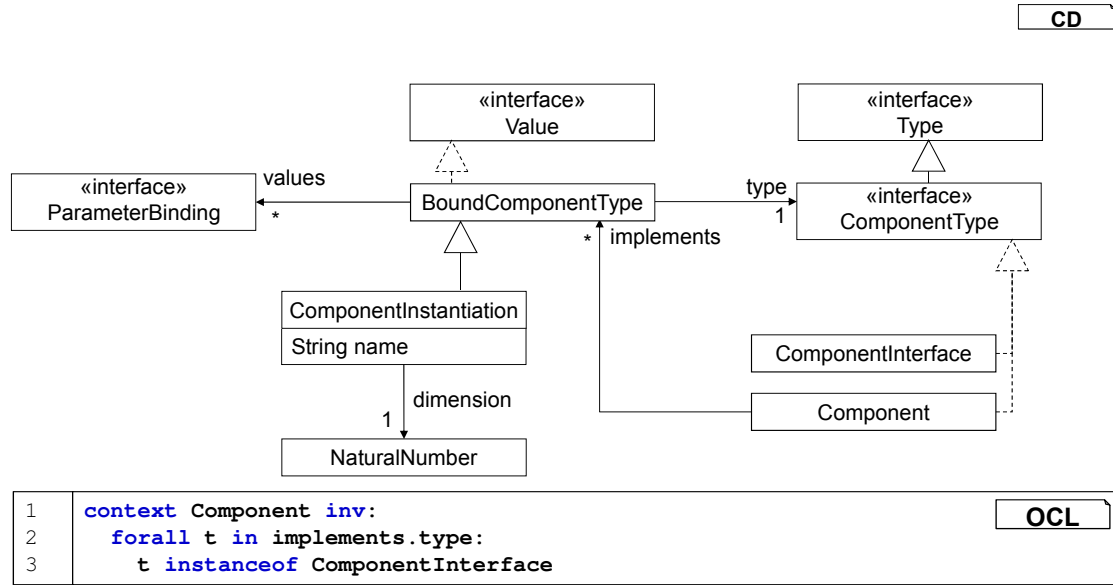 CD
«interface»
Value
«interface»
Type
«interface»
ParameterBinding
values
*
BoundComponentType
type
1
«interface»
ComponentType
* implements
ComponentInstantiation
String name
ComponentInterface
dimension
1
Component
NaturalNumber
OCL
1 context Component inv:
2 forall t in implements.type:
3 t instanceof ComponentInterface